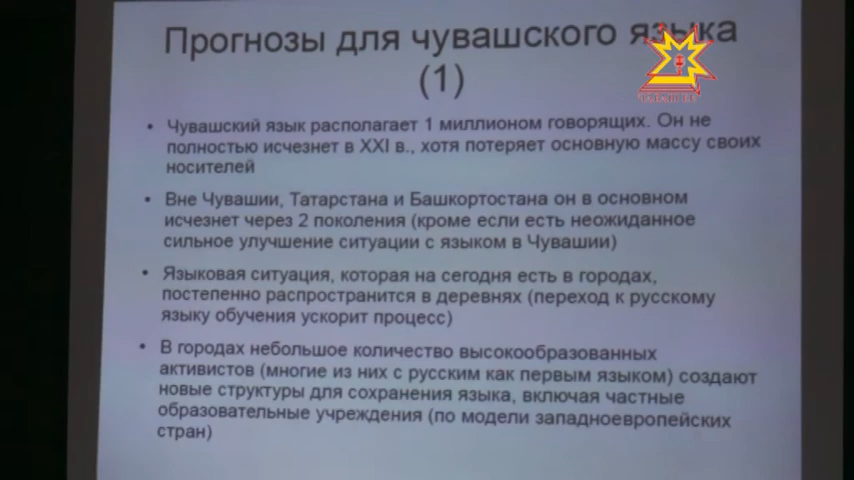 Прогнозы для чувашского языка
(1)
• Чувашский язык располагает 1 миллионом говорящих. Он не
полностью исчезнет в XXI в., хотя потеряет основную массу своих
носителей
• Вне Чувашии, Татарстана и Башкортостана он в основном
исчезнет через 2 поколения (кроме если есть неожиданное
сильное улучшение ситуации с языком в Чувашии)
• Языковая ситуация, которая на сегодня есть в городах,
постепенно распространится в деревнях (переход к русскому
языку обучения ускорит процесс)
• В городах небольшое количество высокообразованных
активистов (многие из них с русским как первым языком) создают
новые структуры для сохранения языка, включая частные
образовательные учреждения (по модели западноевропейских
стран)